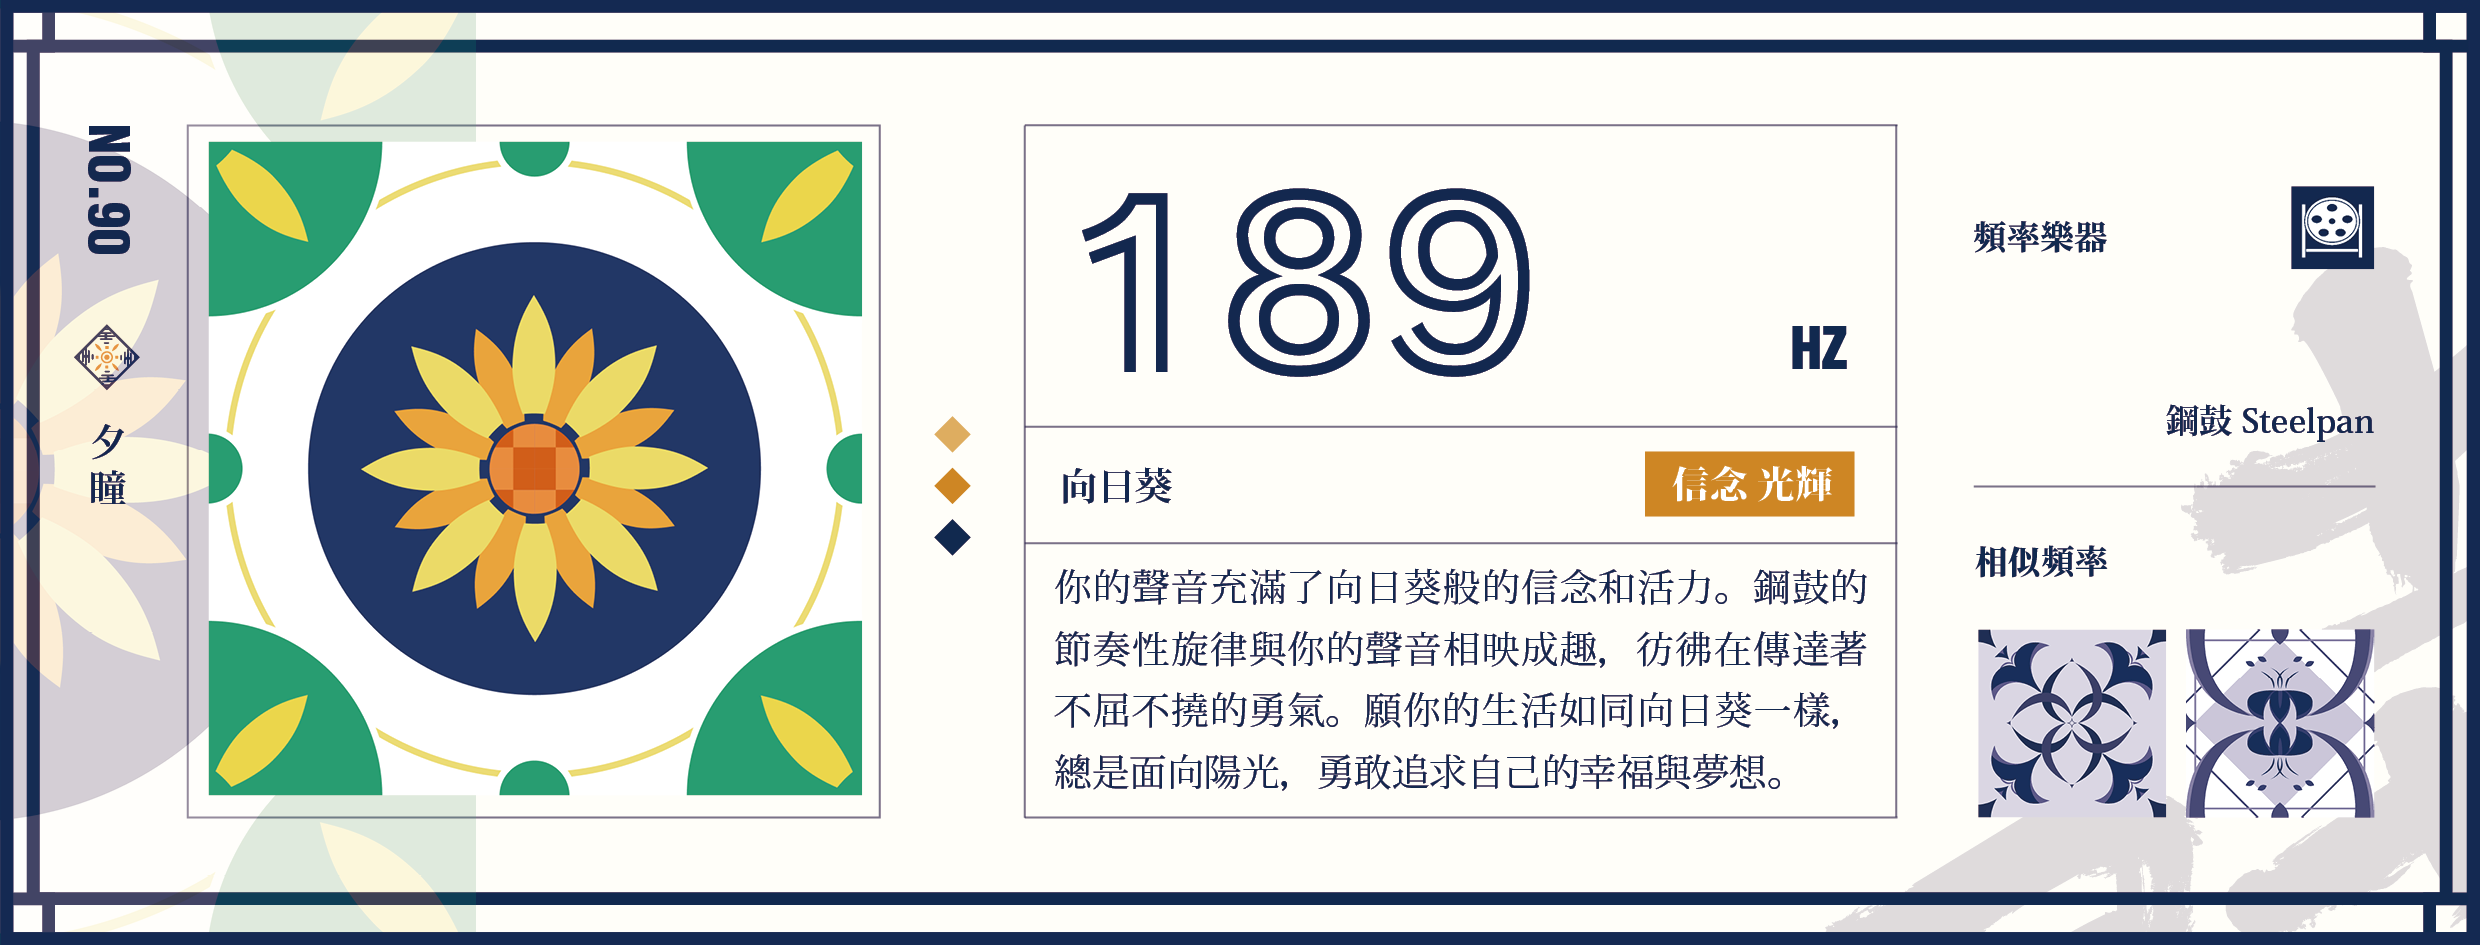 NO.90
夕瞳
189
HZ
向日葵
信念 光輝
你的聲音充滿了向日葵般的信念和活力。鋼鼓的
節奏性旋律與你的聲音相映成趣，彷彿在傳達著
不屈不撓的勇氣。願你的生活如同向日葵一樣，
總是面向陽光，勇敢追求自己的幸福與夢想。
頻率樂器
鋼鼓 Steelpan
相似頻率